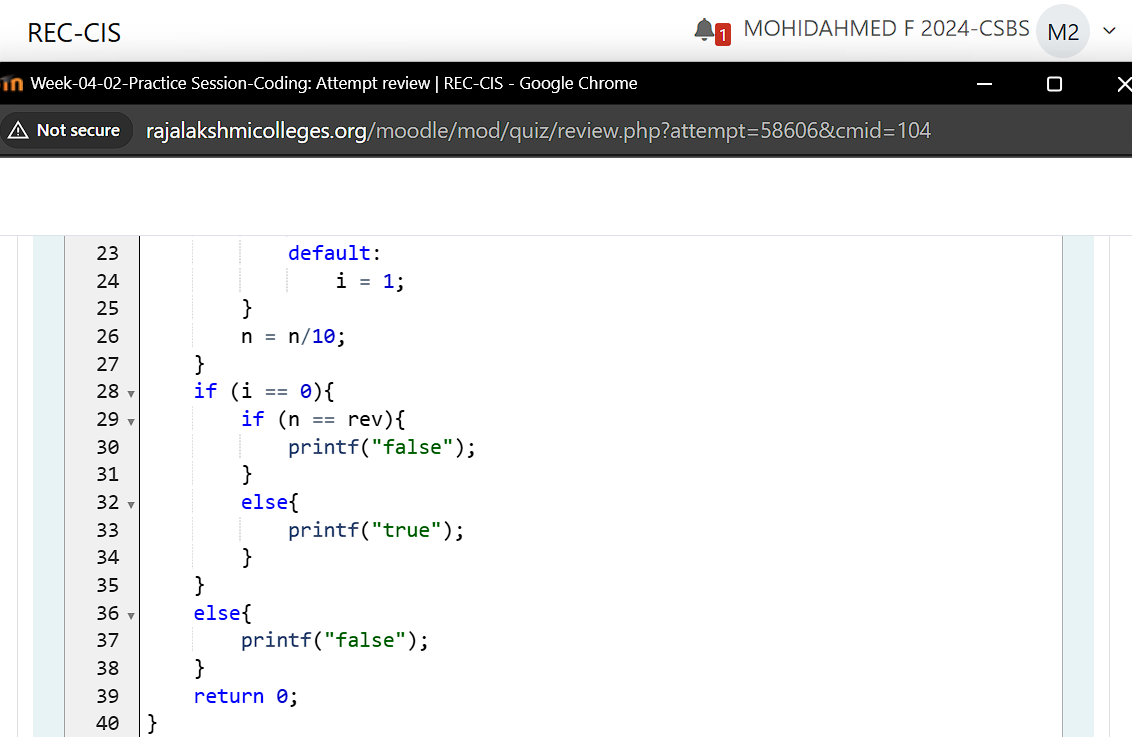 REC-CIS
1 MOHIDAHMED F 2024-CSBS M2
Week-04-02-Practice Session-Coding: Attempt review | REC-CIS - Google Chrome
Not secure rajalakshmicolleges.org/moodle/mod/quiz/review.php?attempt=58606&cmid=104
23 default:
24 i = 1;
25 }
26 n = n/10;
27 }
28 if (i == 0){
29 if (n == rev){
30 printf("false");
31 }
32 else{
33 printf("true");
34 }
35 }
36 else{
37 printf("false");
38 }
39 return 0;
40 }